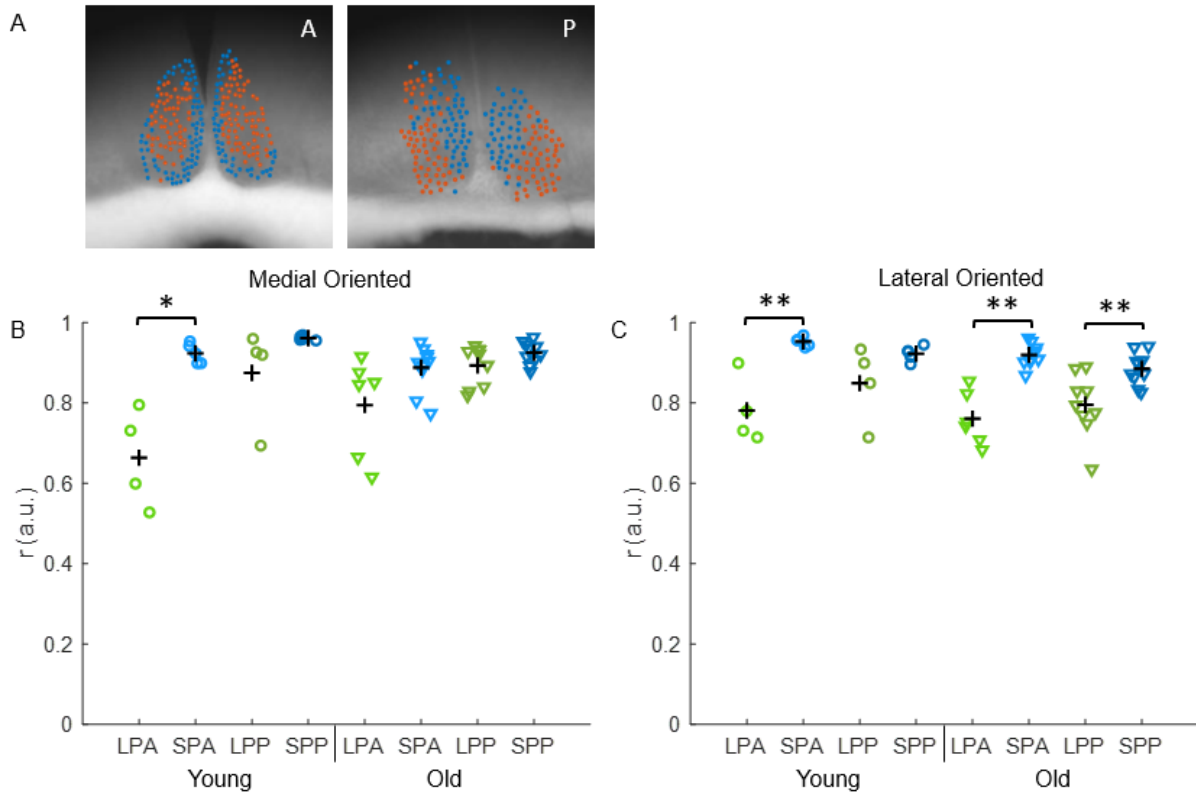 A
A
P
Medial Oriented
B
*
1
0.8
0.6
0.4
0.2
0
r (a.u.)
LPA SPA LPP SPP LPA SPA LPP SPP
Young Old
Lateral Oriented
C
** ** **
1
0.8
0.6
0.4
0.2
0
r (a.u.)
LPA SPA LPP SPP LPA SPA LPP SPP
Young Old